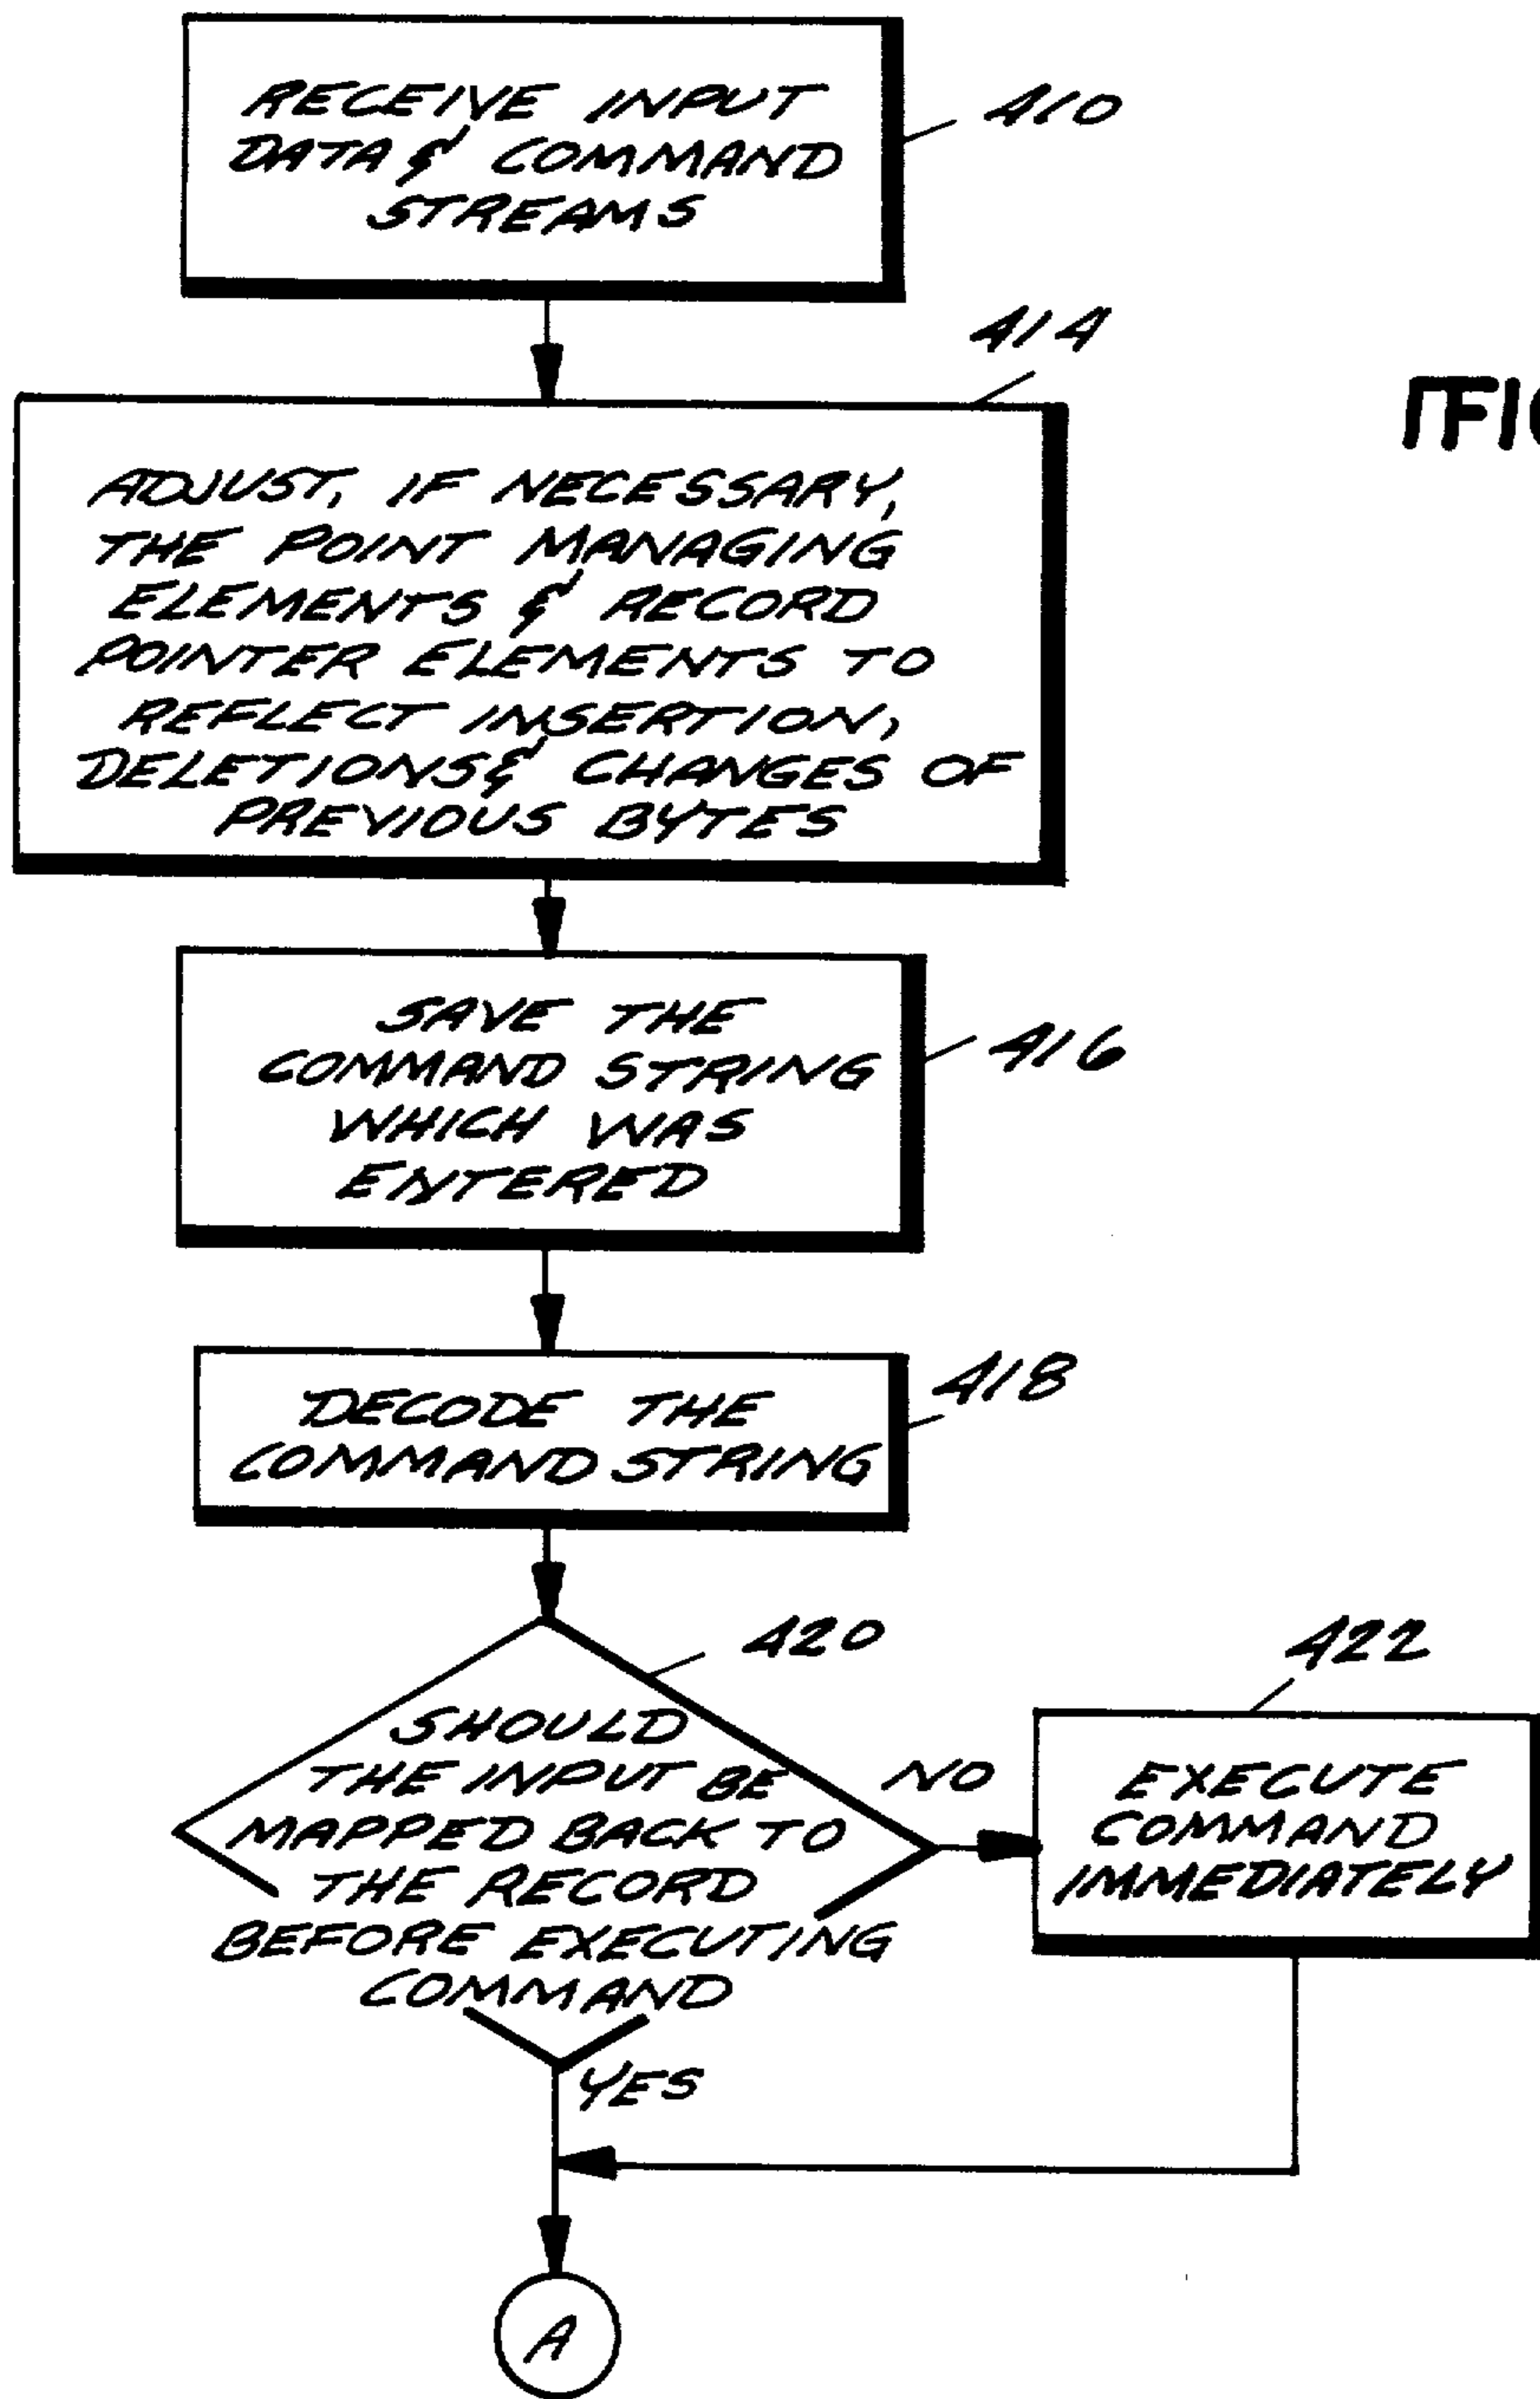 RECEIVE INPUT
DATA & COMMAND
STREAMS
410
414
ADJUST, IF NECESSARY,
THE POINT MANAGING
ELEMENTS & RECORD
POINTER ELEMENTS TO
REFLECT INSERTION,
DELETIONS & CHANGES OF
PREVIOUS BYTES
SAVE THE
COMMAND STRING
WHICH WAS
ENTERED
416
DECODE THE
COMMAND STRING
418
420
SHOULD
THE INPUT BE
MAPPED BACK TO
THE RECORD
BEFORE EXECUTING
COMMAND
NO
422
EXECUTE
COMMAND
IMMEDIATELY
YES
A